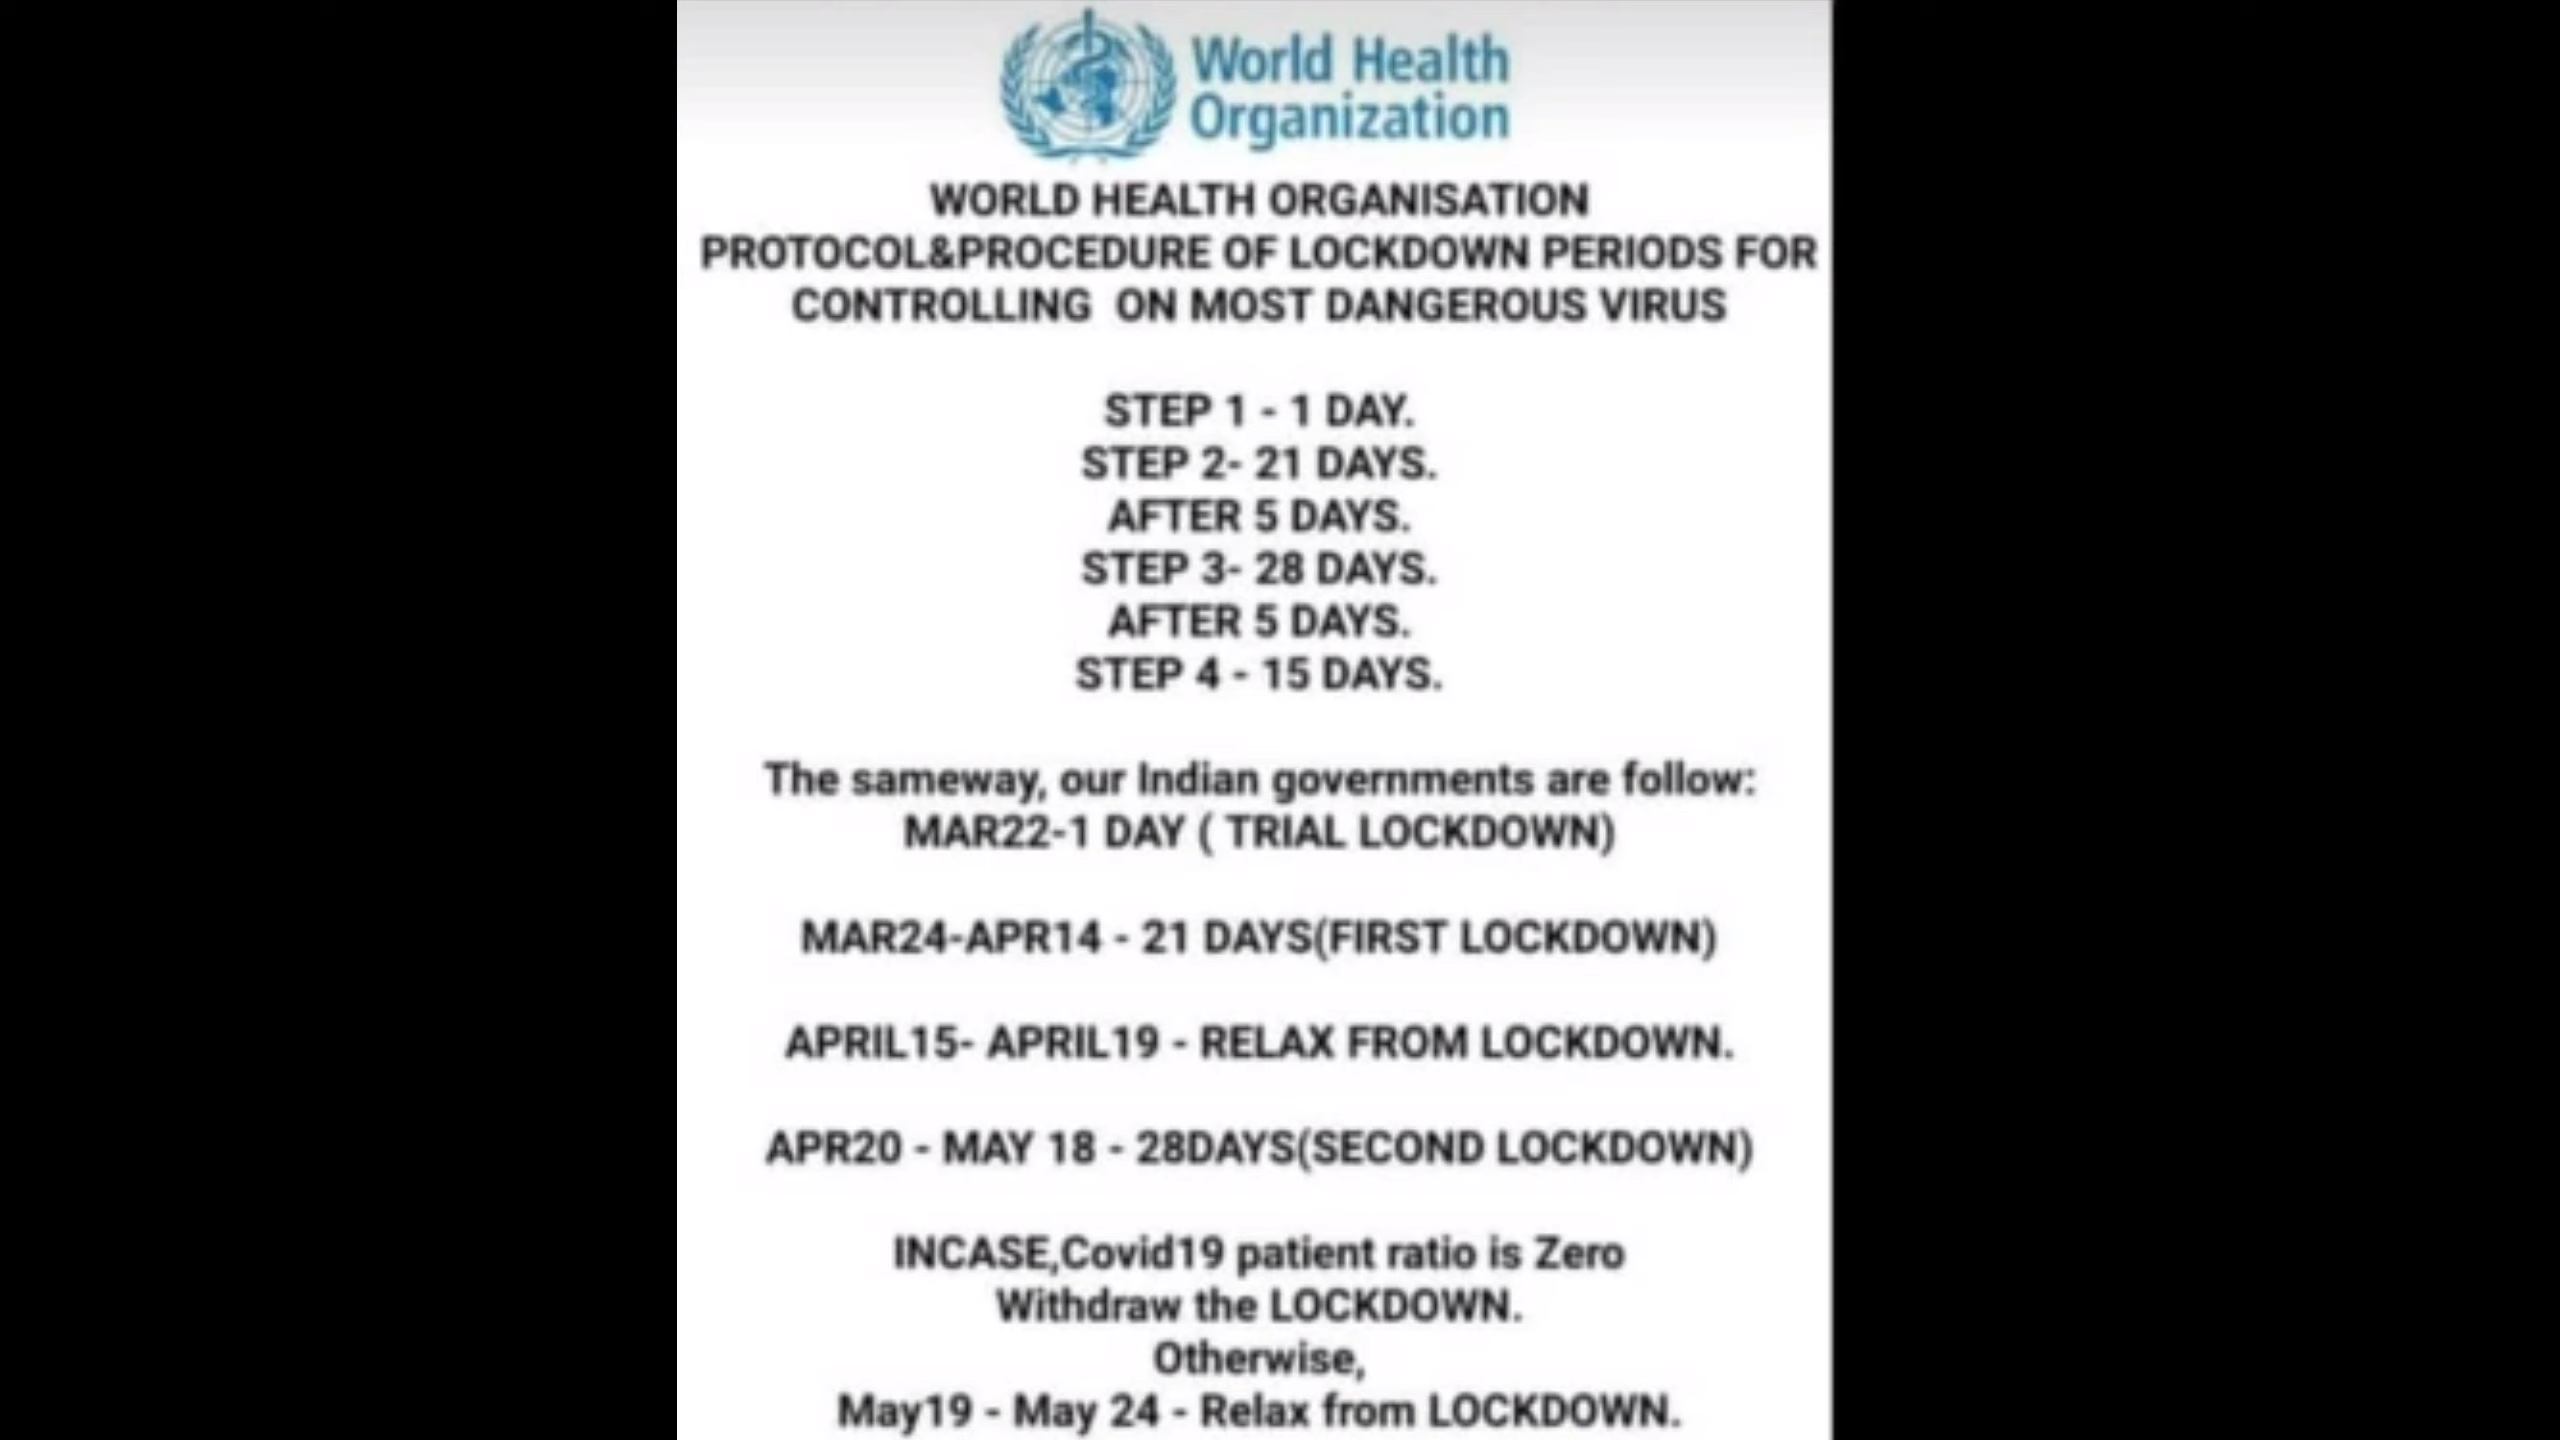 World Health
Organization
WORLD HEALTH ORGANISATION
PROTOCOL&PROCEDURE OF LOCKDOWN PERIODS FOR
CONTROLLING  ON MOST DANGEROUS VIRUS
STEP 1 - 1 DAY.
STEP 2- 21 DAYS.
AFTER 5 DAYS.
STEP 3- 28 DAYS.
AFTER 5 DAYS.
STEP 4 - 15 DAYS.
The sameway, our Indian governments are follow:
MAR22-1 DAY ( TRIAL LOCKDOWN)
MAR24-APR14 - 21 DAYS(FIRST LOCKDOWN)
APRIL15- APRIL19 - RELAX FROM LOCKDOWN.
APR20 - MAY 18 - 28DAYS(SECOND LOCKDOWN)
INCASE,Covid19 patient ratio is Zero
Withdraw the LOCKDOWN.
Otherwise,
May19 - May 24 - Relax from LOCKDOWN.